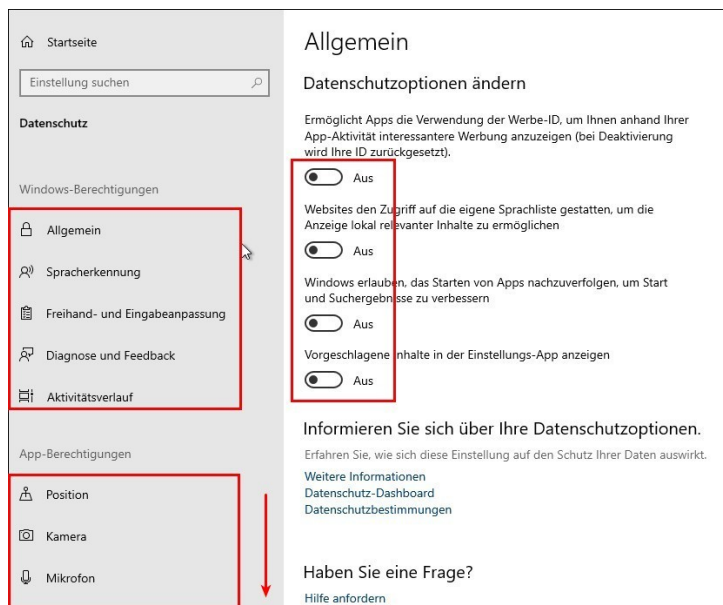 Startseite
Einstellung suchen
Datenschutz
Windows-Berechtigungen
Allgemein
Spracherkennung
Freihand- und Eingabeanpassung
Diagnose und Feedback
Aktivitätsverlauf
App-Berechtigungen
Position
Kamera
Mikrofon
Allgemein
Datenschutzoptionen ändern
Ermöglicht Apps die Verwendung der Werbe-ID, um Ihnen anhand Ihrer
App-Aktivität interessantere Werbung anzuzeigen (bei Deaktivierung
wird Ihre ID zurückgesetzt).
Aus
Websites den Zugriff auf die eigene Sprachliste gestatten, um die
Anzeige lokal relevanter Inhalte zu ermöglichen
Aus
Windows erlauben, das Starten von Apps nachzuverfolgen, um Start
und Suchergebnisse zu verbessern
Aus
Vorgeschlagene Inhalte in der Einstellungs-App anzeigen
Aus
Informieren Sie sich über Ihre Datenschutzoptionen.
Erfahren Sie, wie sich diese Einstellung auf den Schutz Ihrer Daten auswirkt.
Weitere Informationen
Datenschutz-Dashboard
Datenschutzbestimmungen
Haben Sie eine Frage?
Hilfe anfordern